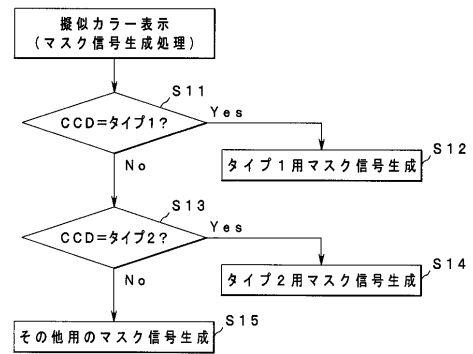 擬似カラー表示
(マスク信号生成処理)
S11
CCD=タイプ1?
Yes
No
S12
タイプ1用マスク信号生成
S13
CCD=タイプ2?
Yes
No
S14
タイプ2用マスク信号生成
S15
その他用のマスク信号生成